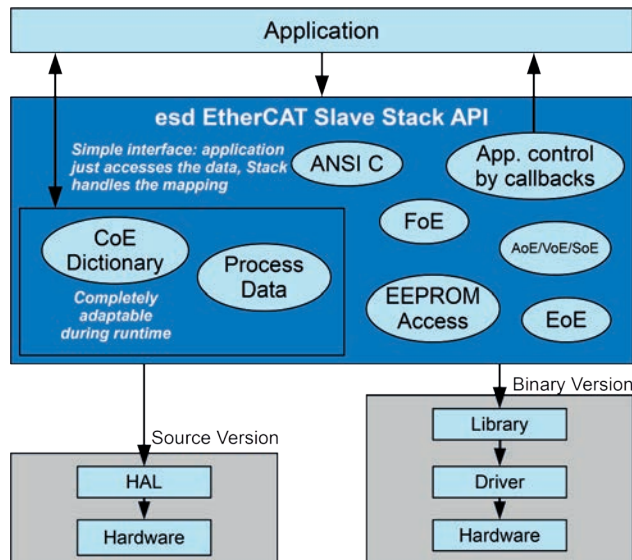 Application
esd EtherCAT Slave Stack API
Simple interface: application
just accesses the data, Stack
handles the mapping
ANSI C
App. control
by callbacks
FoE
AoE/VoE/SoE
CoE
Dictionary
Process
Data
Completely
adaptable
during runtime
EEPROM
Access
EoE
Source Version
HAL
Hardware
Binary Version
Library
Driver
Hardware